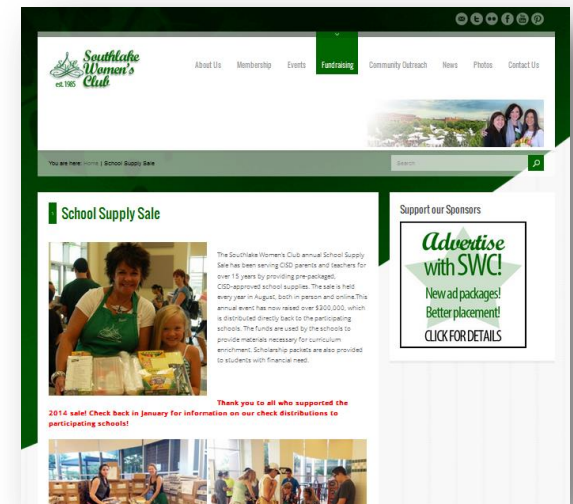 Southlake
Women's
Club
est. 1985
About Us Membership Events Fundraising Community Outreach News Photos Contact Us
You are here: Home | School Supply Sale
Search
School Supply Sale
The Southlake Women's Club annual School Supply
Sale has been serving CISD parents and teachers for
over 15 years by providing pre-packaged,
CISD-approved school supplies. The sale is held
every year in August, both in person and online.This
annual event has now raised over $300,000, which
is distributed directly back to the participating
schools. The funds are used by the schools to
provide materials necessary for curriculum
enrichment. Scholarship packets are also provided
to students with financial need.
Thank you to all who supported the
2014 sale! Check back in January for information on our check distributions to
participating schools!
Support our Sponsors
Advertise
with SWC!
New ad packages!
Better placement!
CLICK FOR DETAILS